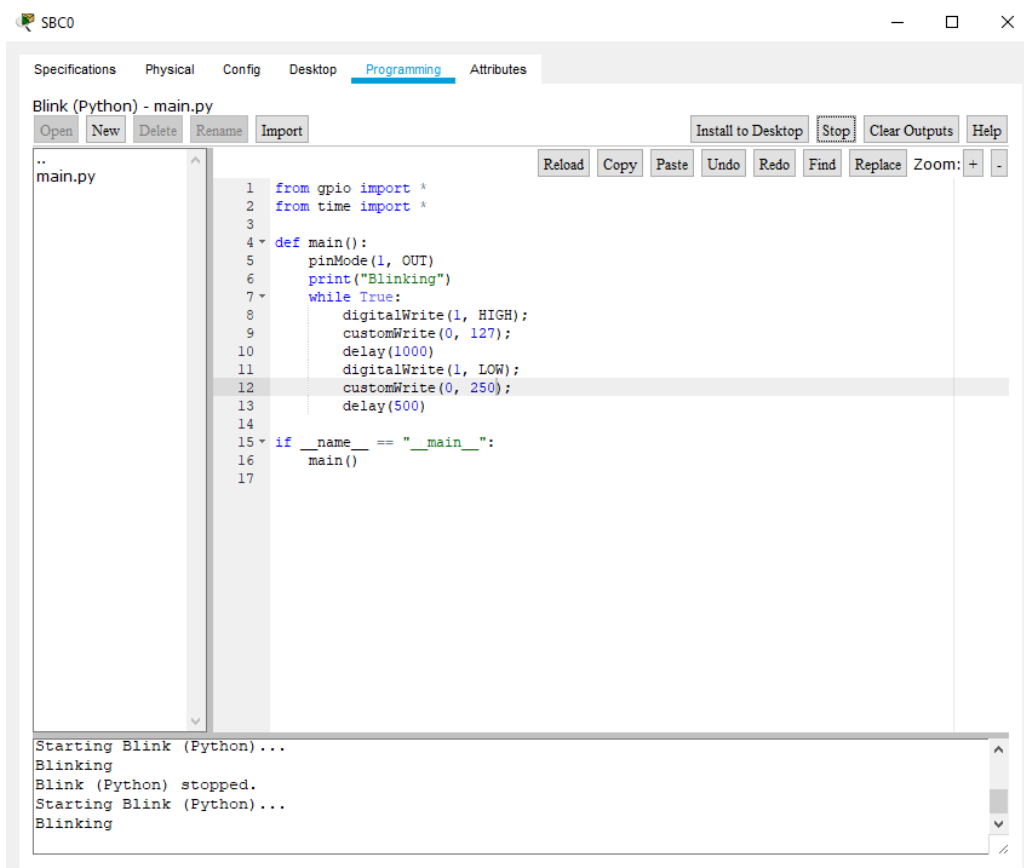 SBC0
Specifications Physical Config Desktop Programming Attributes
Blink (Python) - main.py
Open New Delete Rename Import Install to Desktop Stop Clear Outputs Help
..
main.py
Reload Copy Paste Undo Redo Find Replace Zoom: + -
1 from gpio import *
2 from time import *
3
4 def main():
5     pinMode(1, OUT)
6     print("Blinking")
7     while True:
8         digitalWrite(1, HIGH);
9         customWrite(0, 127);
10         delay(1000)
11         digitalWrite(1, LOW);
12         customWrite(0, 250);
13         delay(500)
14
15 if __name__ == "__main__":
16     main()
17
Starting Blink (Python)...
Blinking
Blink (Python) stopped.
Starting Blink (Python)...
Blinking